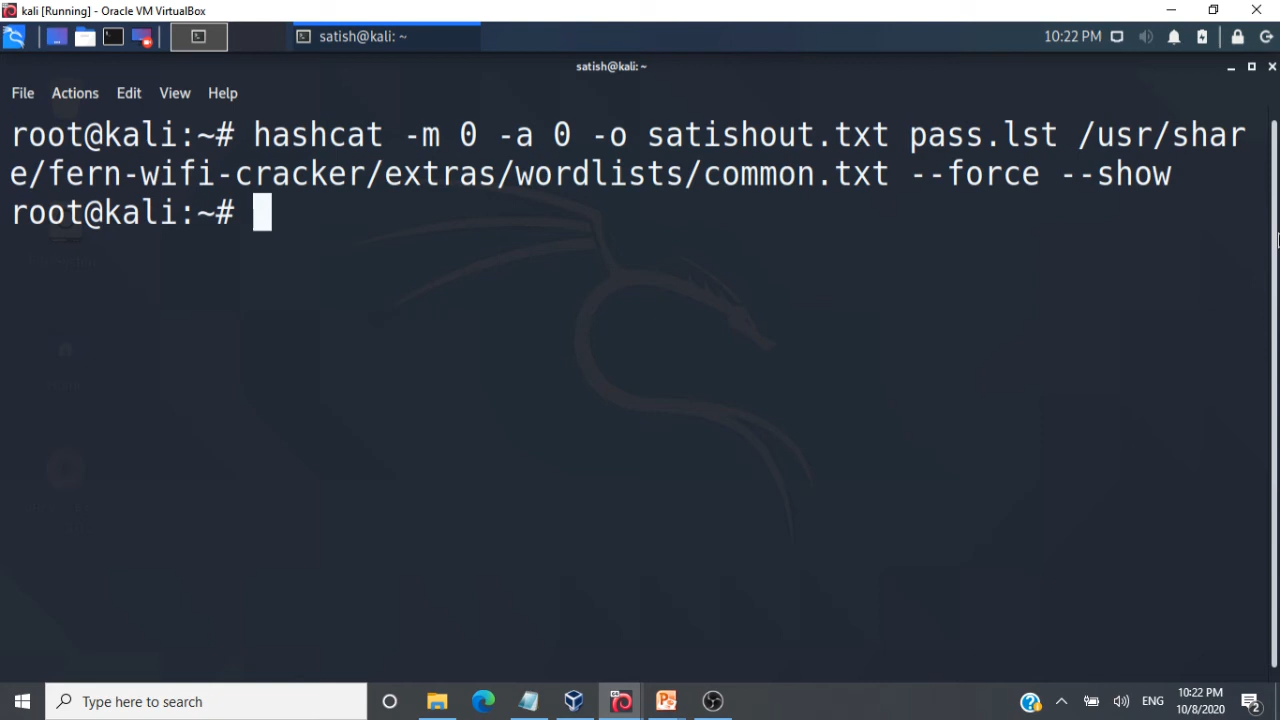 kali [Running] - Oracle VM VirtualBox
satish@kali: ~
10:22 PM
satish@kali: ~
File Actions Edit View Help
root@kali:~# hashcat -m 0 -a 0 -o satishout.txt pass.lst /usr/shar
e/fern-wifi-cracker/extras/wordlists/common.txt --force --show
root@kali:~#
Type here to search
ENG
10:22 PM
10/8/2020
2